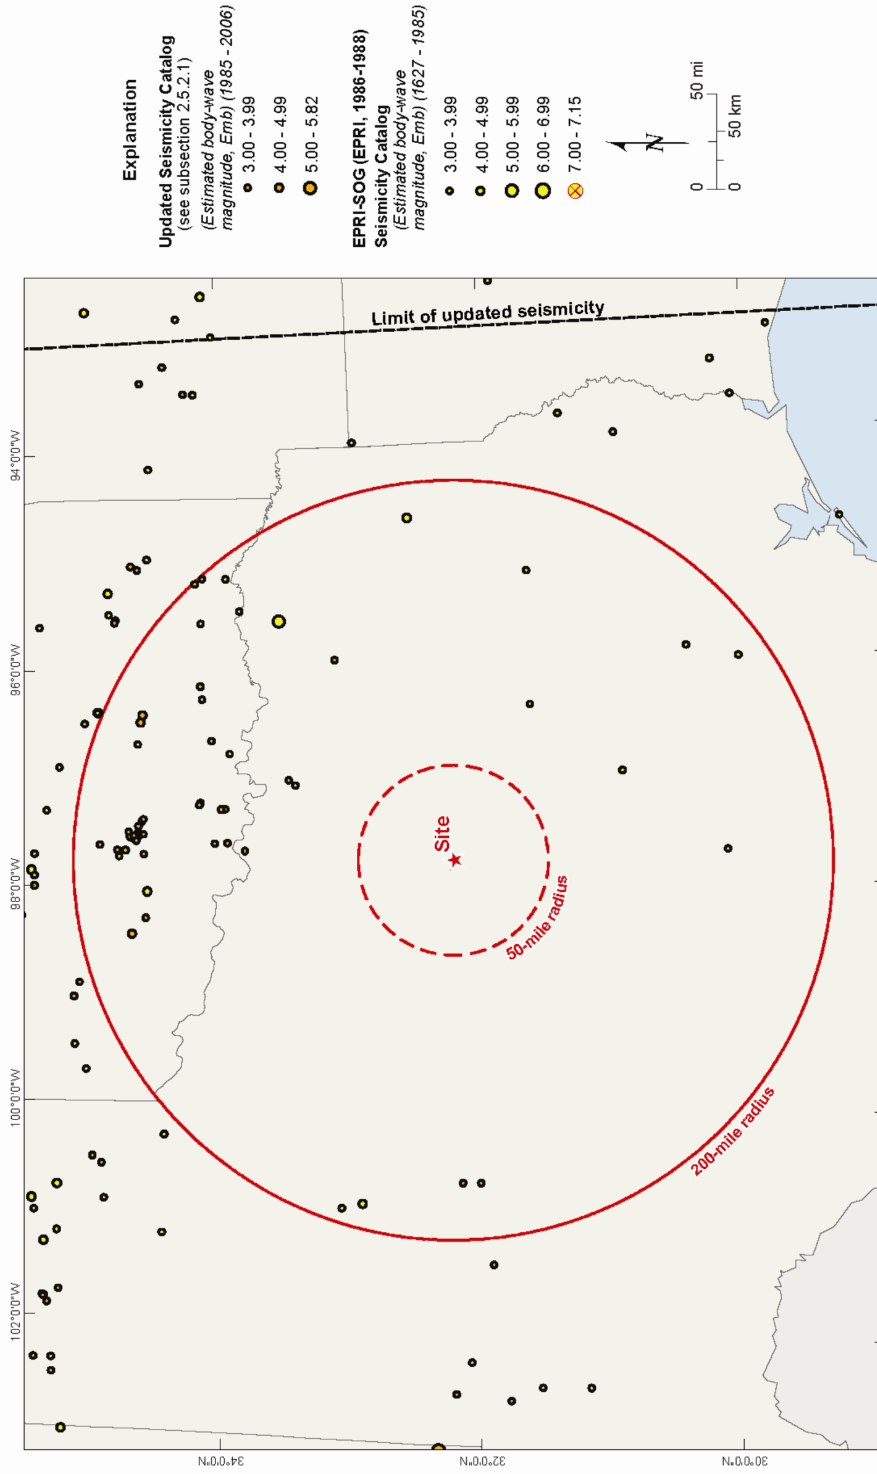 Explanation
Updated Seismicity Catalog
(see subsection 2.5.2.1)
(Estimated body-wave
magnitude, Emb) (1985 - 2006)
3.00 - 3.99
4.00 - 4.99
5.00 - 5.82
EPRI-SOG (EPRI, 1986-1988)
Seismicity Catalog
(Estimated body-wave
magnitude, Emb) (1627 - 1985)
3.00 - 3.99
4.00 - 4.99
5.00 - 5.99
6.00 - 6.99
7.00 - 7.15
N
0 50 mi
0 50 km
102°0'0"W
100°0'0"W
98°0'0"W
96°0'0"W
94°0'0"W
34°0'0"N
32°0'0"N
30°0'0"N
Limit of updated seismicity
Site
50-mile radius
200-mile radius